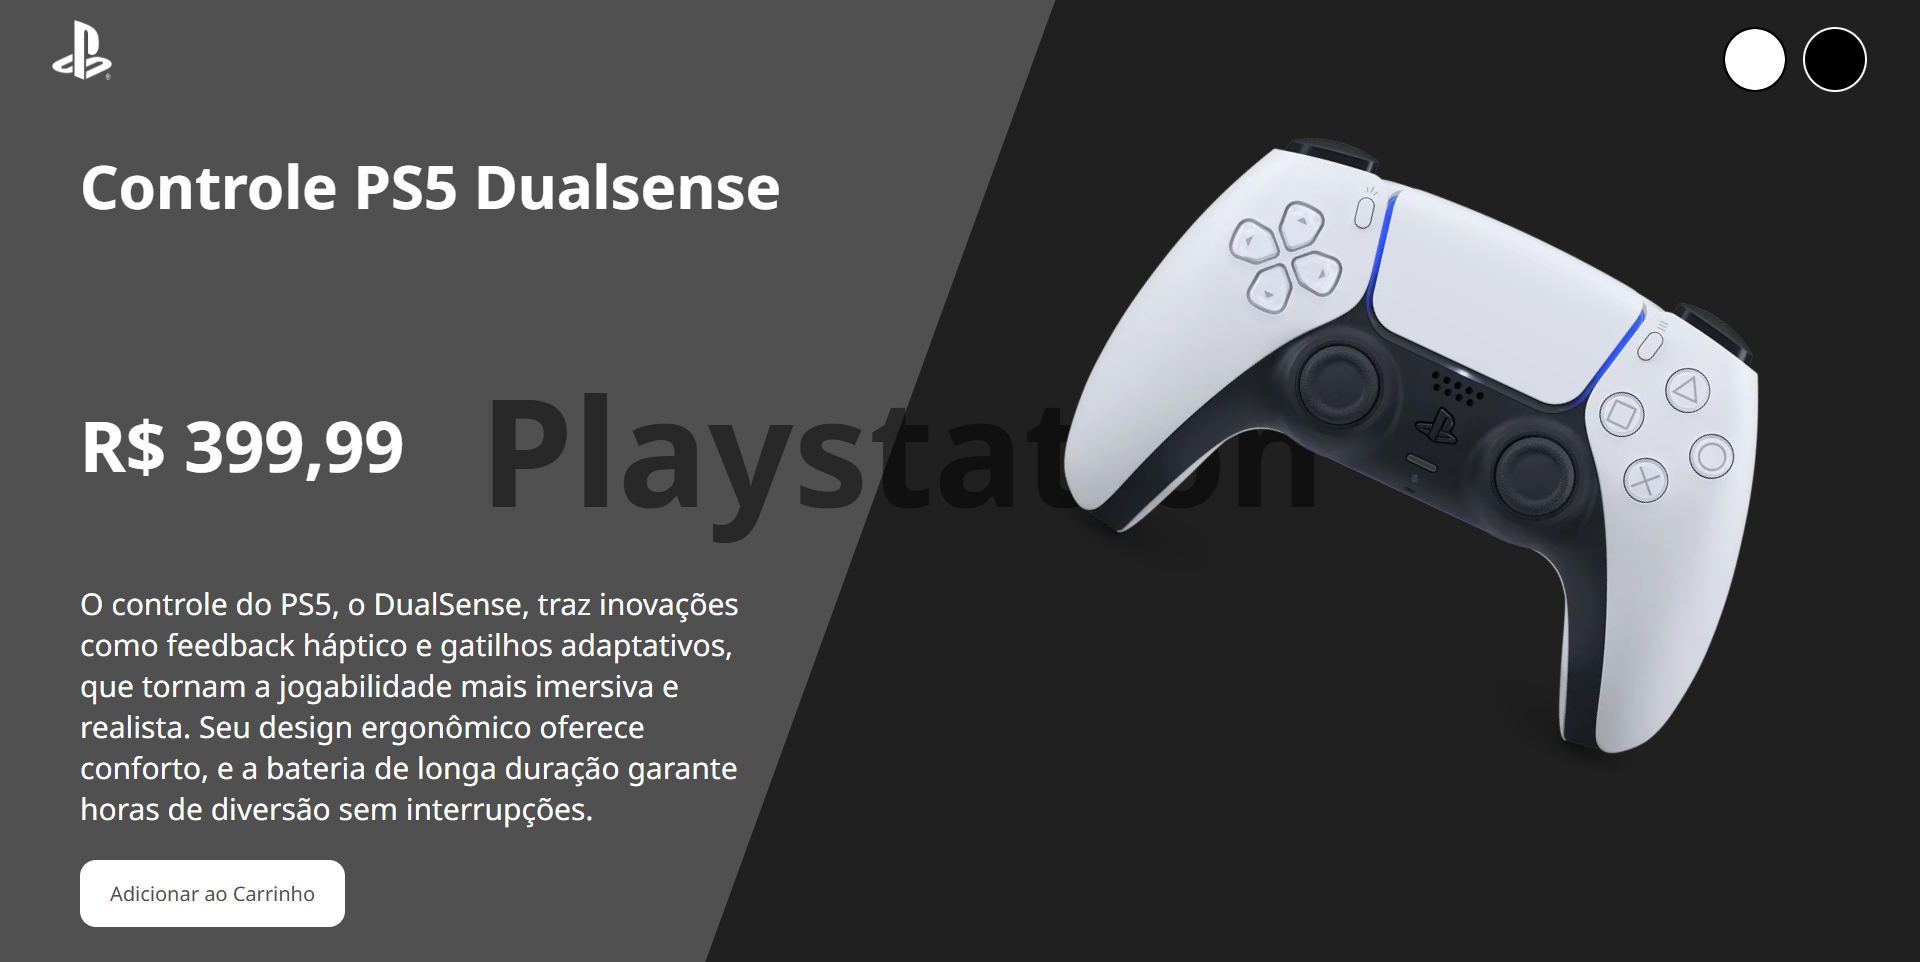 Controle PS5 Dualsense
R$ 399,99
Playstation
O controle do PS5, o DualSense, traz inovações
como feedback háptico e gatilhos adaptativos,
que tornam a jogabilidade mais imersiva e
realista. Seu design ergonômico oferece
conforto, e a bateria de longa duração garante
horas de diversão sem interrupções.
Adicionar ao Carrinho